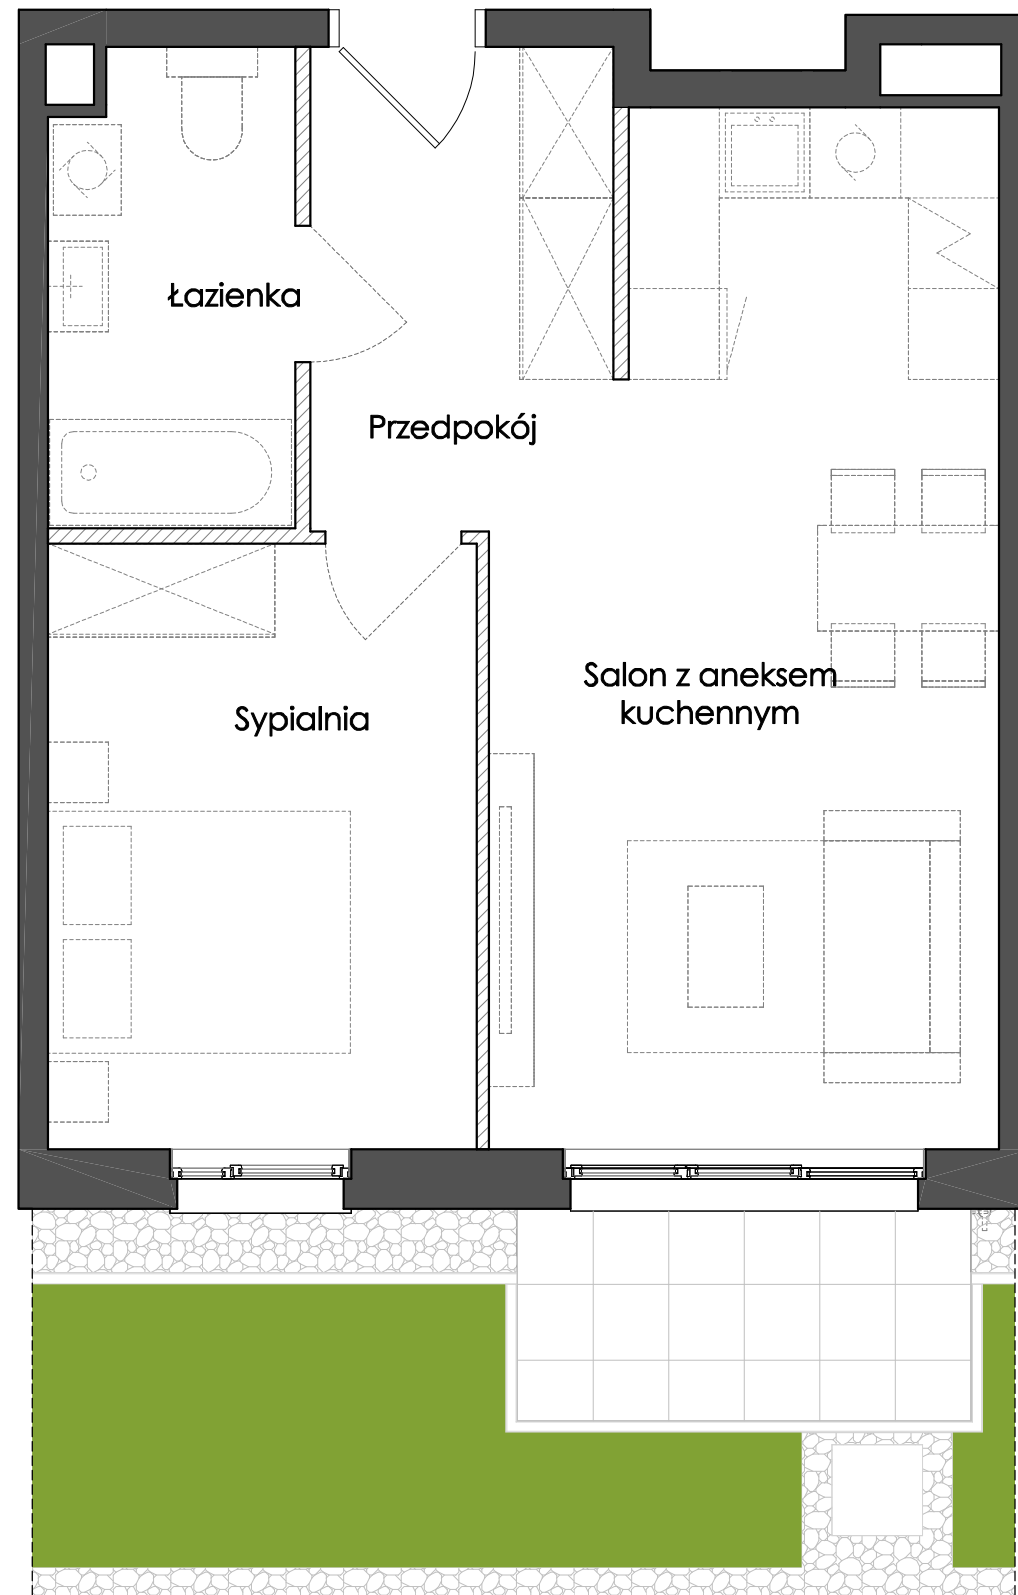 Łazienka
Przedpokój
Salon z aneksem
kuchennym
Sypialnia